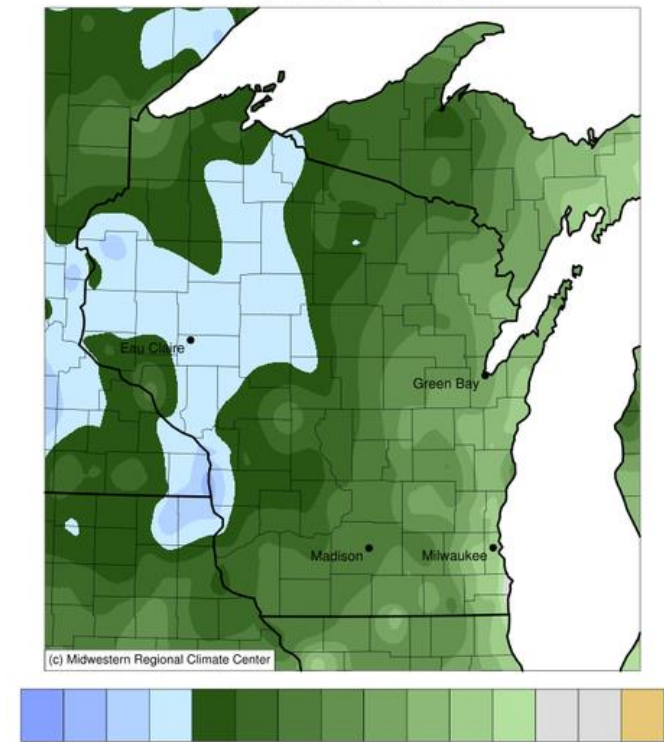 Eau Claire
Green Bay
Madison
Milwaukee
(c) Midwestern Regional Climate Center